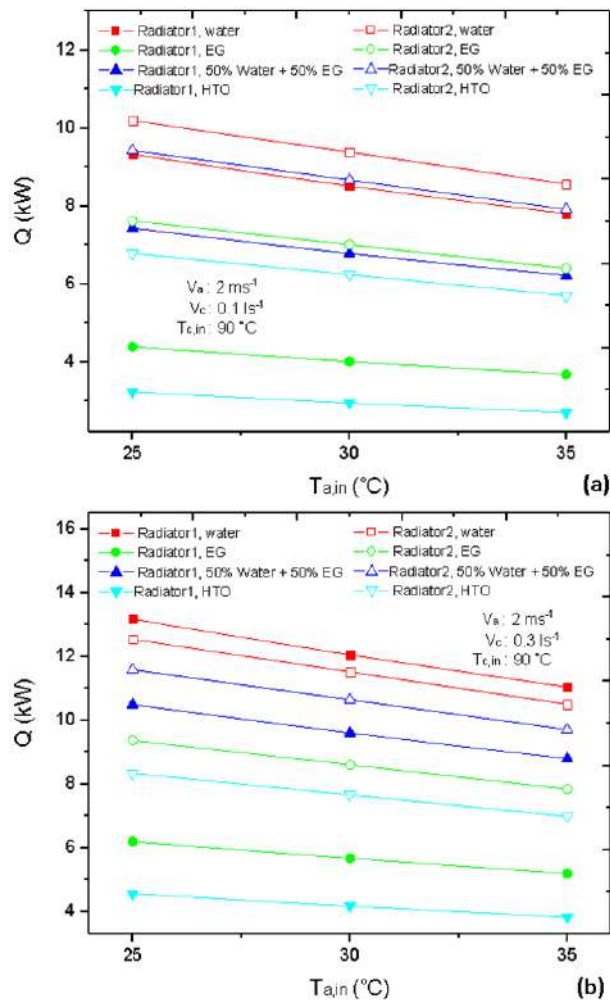 Radiator1, water Radiator2, water
Radiator1, EG Radiator2, EG
Radiator1, 50% Water + 50% EG Radiator2, 50% Water + 50% EG
Radiator1, HTO Radiator2, HTO
12
10
8
6
4
Q (kW)
Va : 2 ms-1
Vc : 0.1 ls-1
Tc,in : 90 °C
25 30 35
Ta,in (°C)
(a)
16
14
12
10
8
6
4
Q (kW)
Radiator1, water Radiator2, water
Radiator1, EG Radiator2, EG
Radiator1, 50% Water + 50% EG Radiator2, 50% Water + 50% EG
Radiator1, HTO Radiator2, HTO
Va : 2 ms-1
Vc : 0.3 ls-1
Tc,in : 90 °C
25 30 35
Ta,in (°C)
(b)